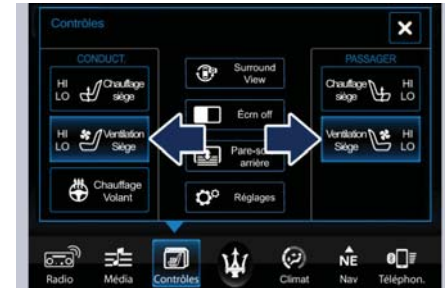 Contrôles
CONDUCT.
PASSAGER
HI
LO
Chauffage
siège
Surround
View
Chauffage
siège
HI
LO
HI
LO
Ventilation
Siège
Écrn off
Ventilation
Siège
HI
LO
Chauffage
Volant
arrière
Réglages
Radio
Média
Contrôles
Climat
NE
Nav
Téléphon.